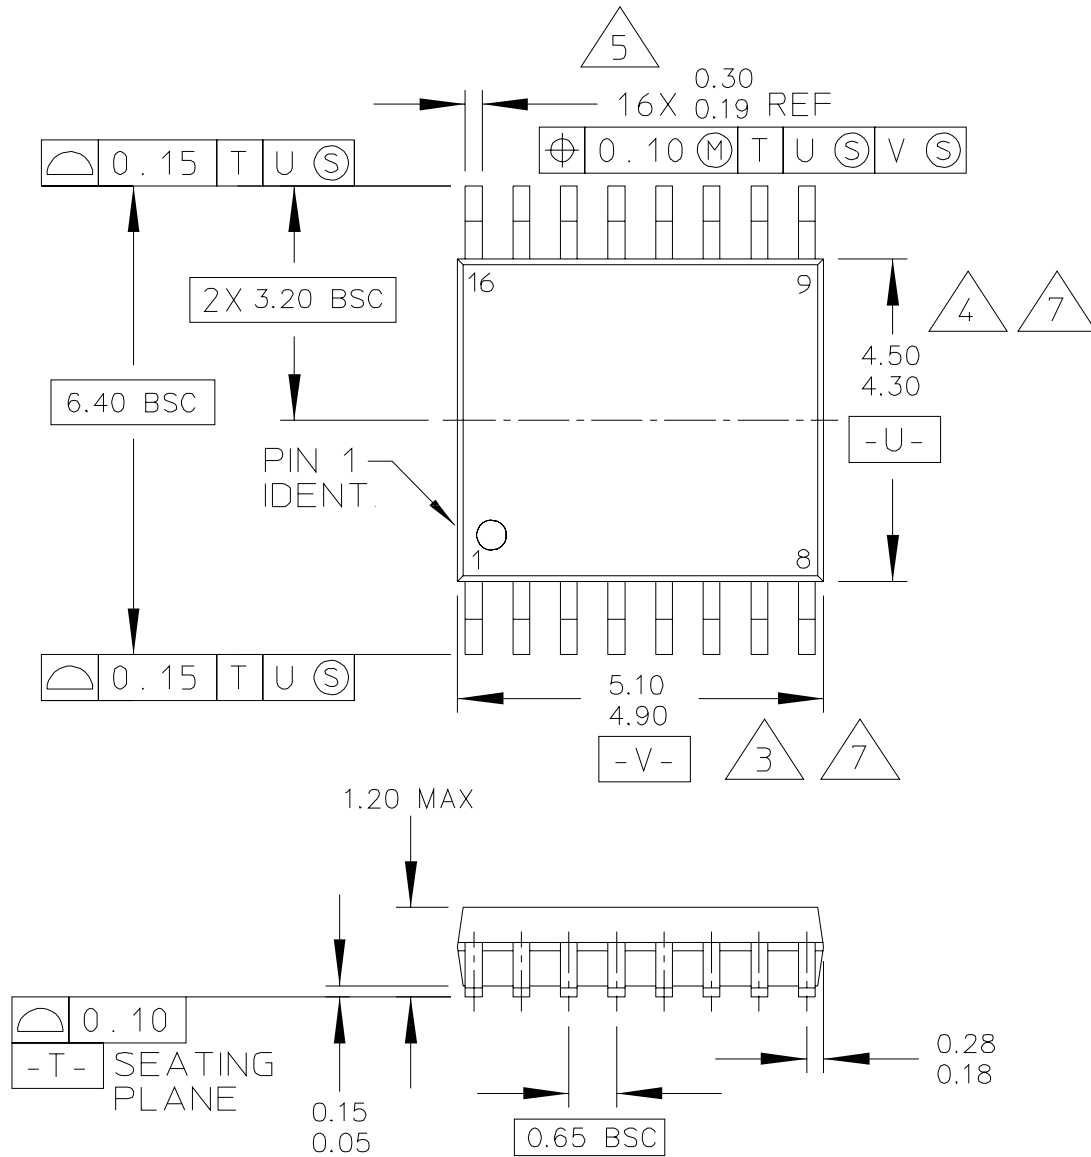 5
0.30
16X 0.19 REF
0.15 T U Ⓢ
0.10 Ⓜ T U Ⓢ V Ⓢ
16
9
2X 3.20 BSC
4
7
4.50
4.30
6.40 BSC
-U-
PIN 1
IDENT.
1
8
0.15 T U Ⓢ
5.10
4.90
-V-
3
7
1.20 MAX
0.10
-T- SEATING
PLANE
0.15
0.05
0.65 BSC
0.28
0.18